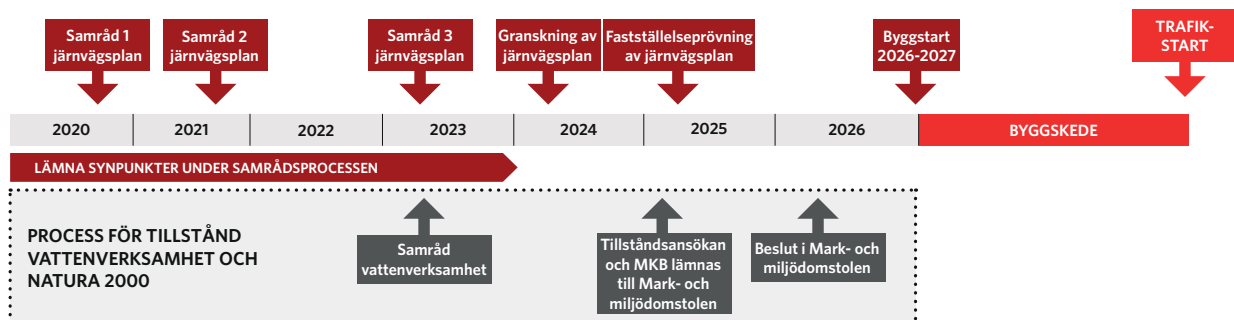 Samråd 1
järnvägsplan
Samråd 2
järnvägsplan
Samråd 3
järnvägsplan
Granskning av
järnvägsplan
Fastställelseprövning
av järnvägsplan
Byggstart
2026-2027
TRAFIK-
START
2020
2021
2022
2023
2024
2025
2026
BYGGSKEDE
LÄMNA SYNPUNKTER UNDER SAMRÅDSPROCESSEN
PROCESS FÖR TILLSTÅND
VATTENVERKSAMHET OCH
NATURA 2000
Samråd
vattenverksamhet
Tillståndsansökan
och MKB lämnas
till Mark- och
miljödomstolen
Beslut i Mark- och
miljödomstolen